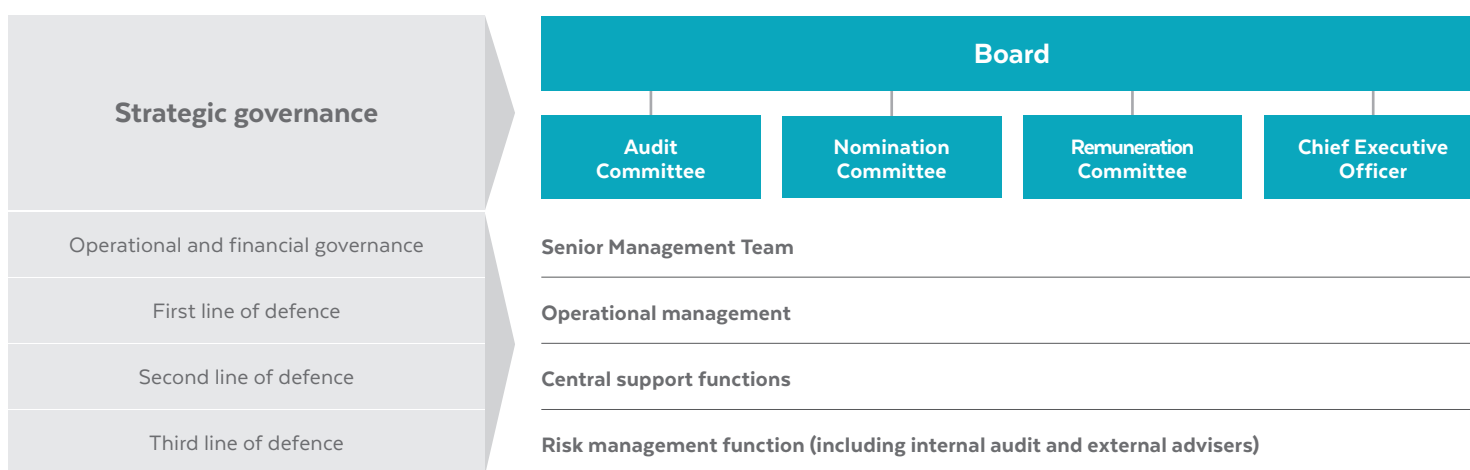 Strategic governance
Board
Audit
Committee
Nomination
Committee
Remuneration
Committee
Chief Executive
Officer
Operational and financial governance
Senior Management Team
First line of defence
Operational management
Second line of defence
Central support functions
Third line of defence
Risk management function (including internal audit and external advisers)